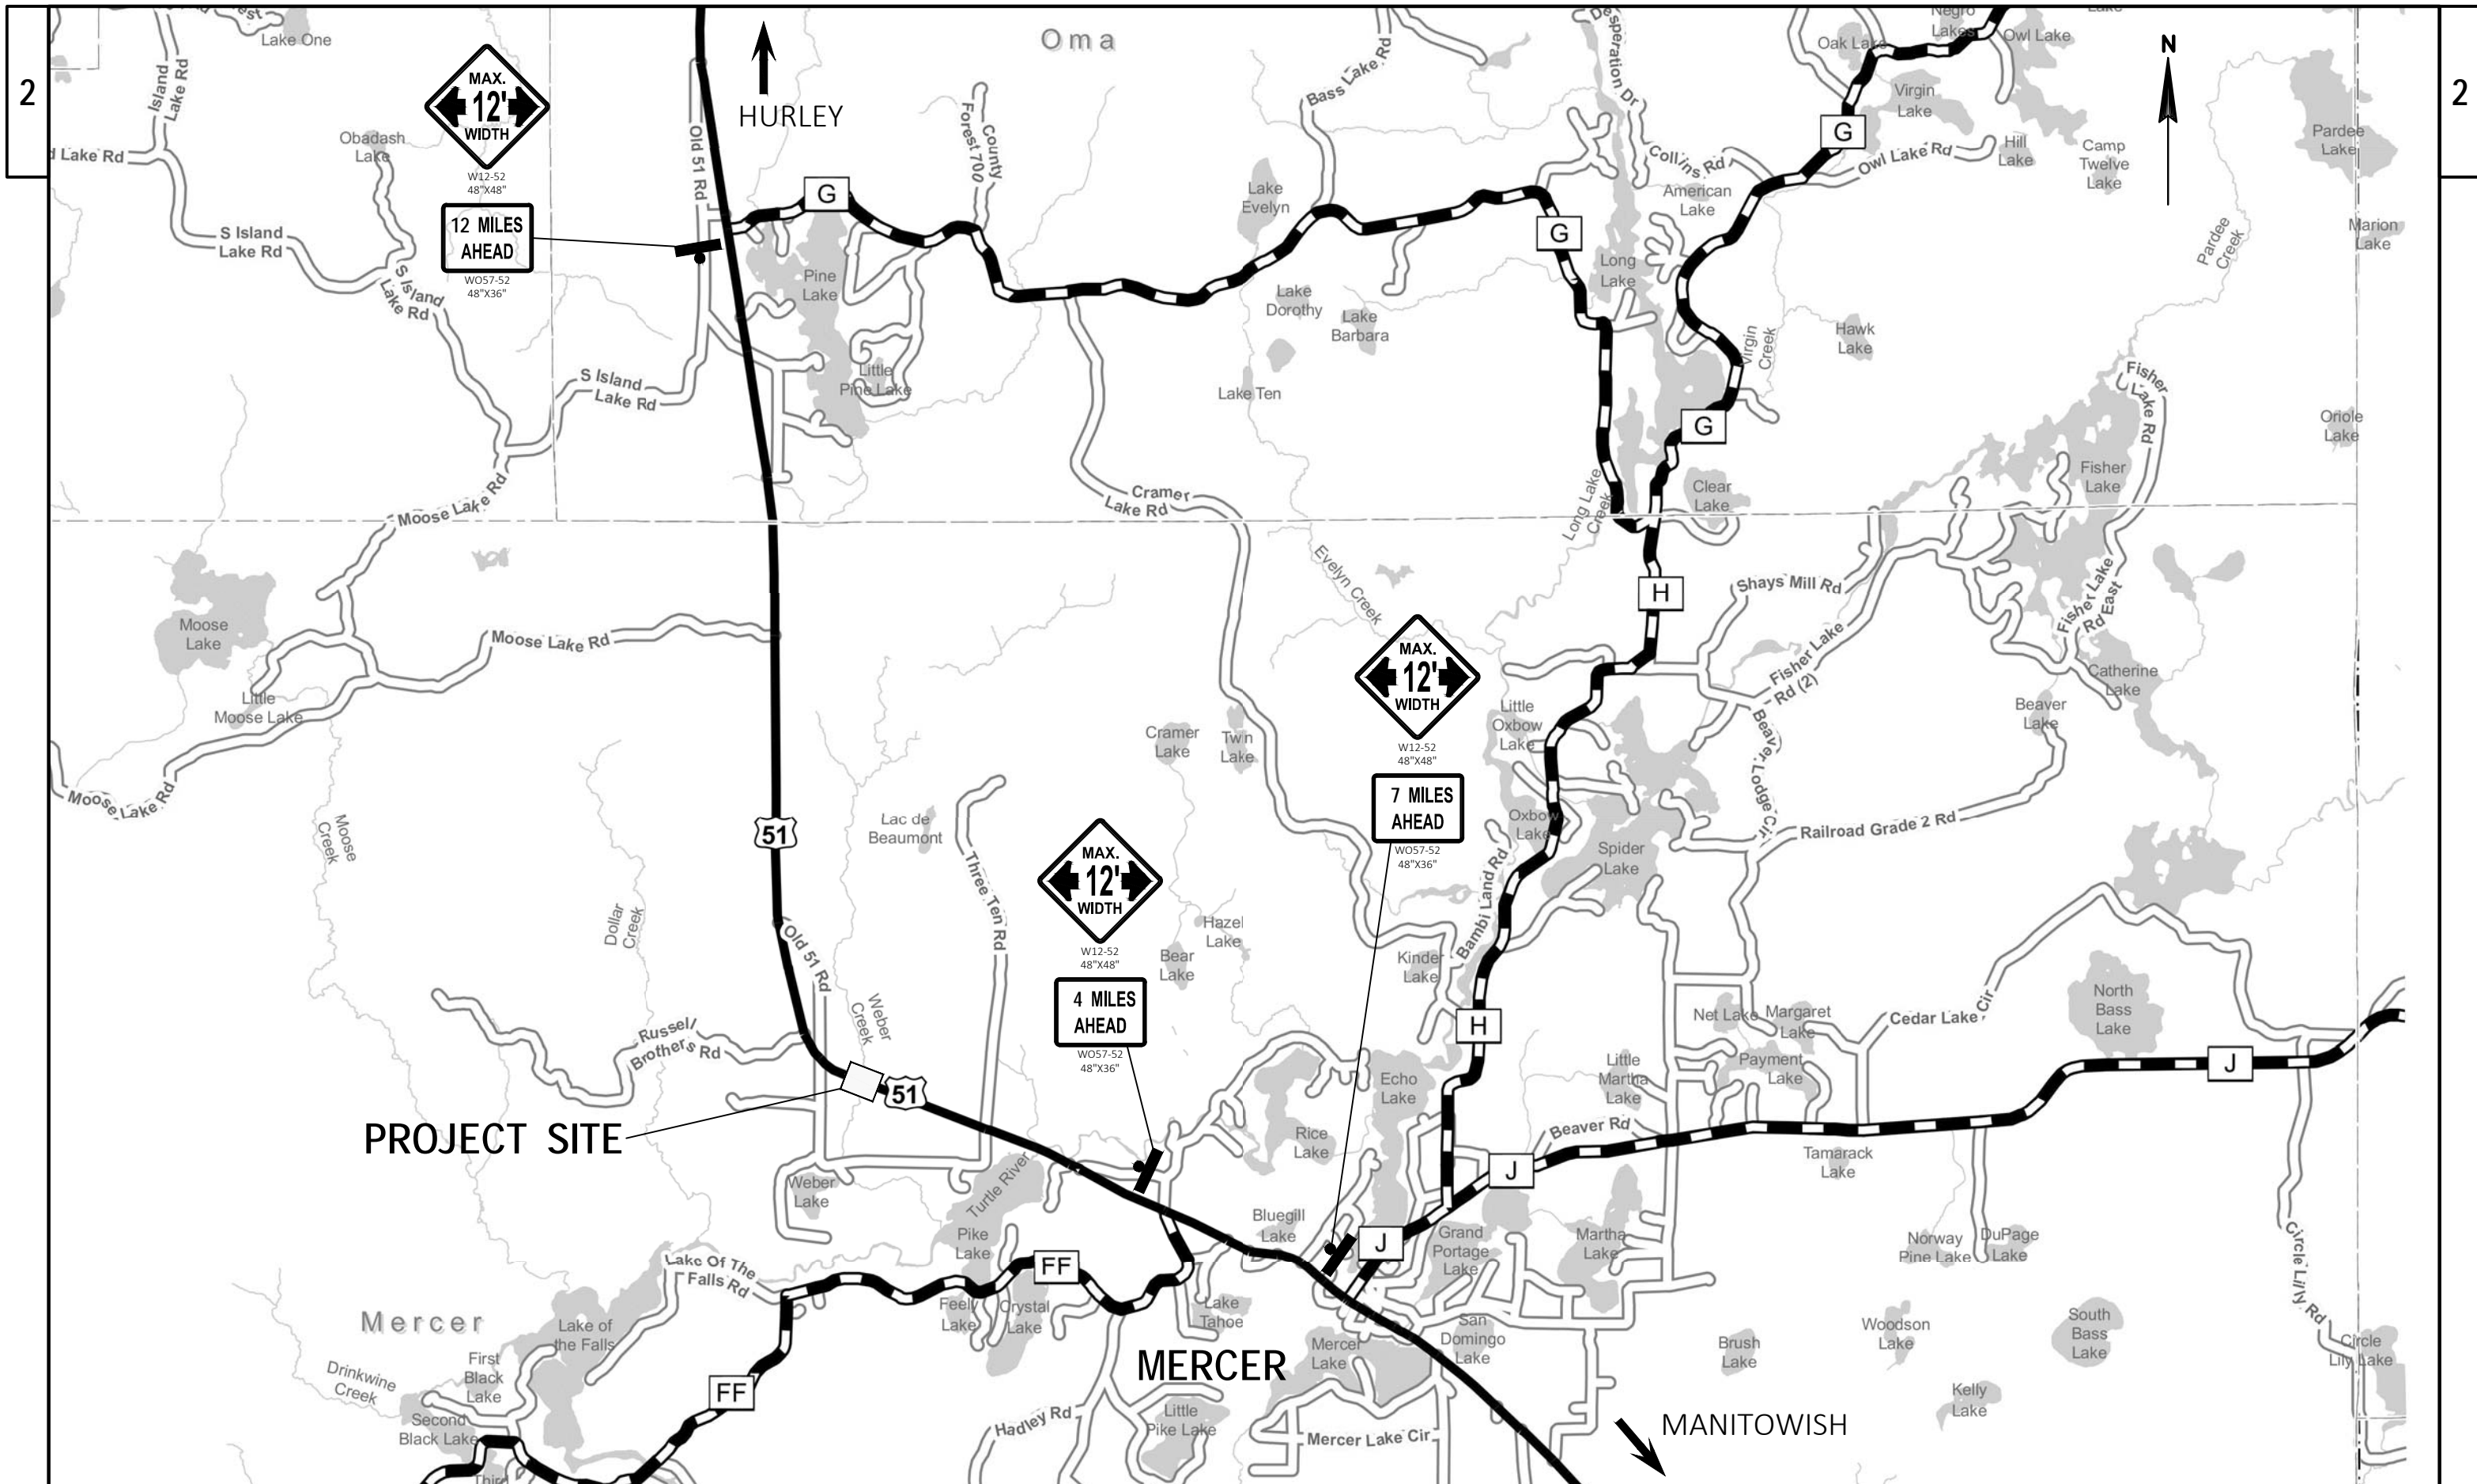 2
2
Lake One
Island
Lake Rd
MAX.
12'
WIDTH
W12-52
48"X48"
12 MILES
AHEAD
WO57-52
48"X36"
Obadash
Lake
d Lake Rd
S Island
Lake Rd
S Island
Lake Rd
S Island
Lake Rd
Old 51 Rd
HURLEY
Oma
County
Forest 700
G
Pine
Lake
Little
Pine Lake
Bass Lake Rd
Lake
Evelyn
Lake
Dorothy
Lake
Barbara
Lake Ten
Desperation Dr
Collins Rd
American
Lake
G
Long
Lake
Negro
Lakes
Lake
Oak Lake
Owl Lake
Virgin
Lake
G
Owl Lake Rd
Hill
Lake
Camp
Twelve
Lake
N
Pardee
Lake
Pardee
Creek
Marion
Lake
Virgin
Creek
Hawk
Lake
Fisher
Lake Rd
Oriole
Lake
G
Clear
Lake
Fisher
Lake
Long Lake
Creek
Moose Lake Rd
Cramer
Lake Rd
Evelyn Creek
H
Shays Mill Rd
Fisher Lake
Rd (2)
Fisher Lake
Rd East
Catherine
Lake
Beaver
Lake
Moose
Lake
Little
Moose Lake
Moose Lake Rd
Moose Lake Rd
Moose
Creek
51
Lac de
Beaumont
Three Ten Rd
Cramer
Lake
Twin
Lake
MAX.
12'
WIDTH
W12-52
48"X48"
7 MILES
AHEAD
WO57-52
48"X36"
Little
Oxbow
Lake
Oxbow
Lake
Spider
Lake
Beaver Lodge Cir
Railroad Grade 2 Rd
MAX.
12'
WIDTH
W12-52
48"X48"
4 MILES
AHEAD
WO57-52
48"X36"
Hazel
Lake
Bear
Lake
Kinder
Lake
Bambi Land Rd
Dollar
Creek
Old 51 Rd
Weber
Creek
Russel/
Brothers Rd
51
PROJECT SITE
H
Net Lake
Margaret
Lake
Cedar Lake Cir
North
Bass
Lake
Payment
Lake
Little
Martha
Lake
Echo
Lake
Rice
Lake
Beaver Rd
J
J
Tamarack
Lake
Weber
Lake
Turtle River
Pike
Lake
Bluegill
Lake
J
Grand
Portage
Lake
Martha
Lake
Norway
Pine Lake
DuPage
Lake
Circle Lily Rd
Lake Of The
Falls Rd
FF
Feely
Lake
Crystal
Lake
Lake
Tahoe
Mercer
Lake of
the Falls
First
Black
Lake
Drinkwine
Creek
Second
Black Lake
Third
FF
MERCER
Mercer
Lake
San
Domingo
Lake
Brush
Lake
Woodson
Lake
South
Bass
Lake
Circle
Lily Lake
Kelly
Lake
Hadley Rd
Little
Pike Lake
Mercer Lake Cir
MANITOWISH